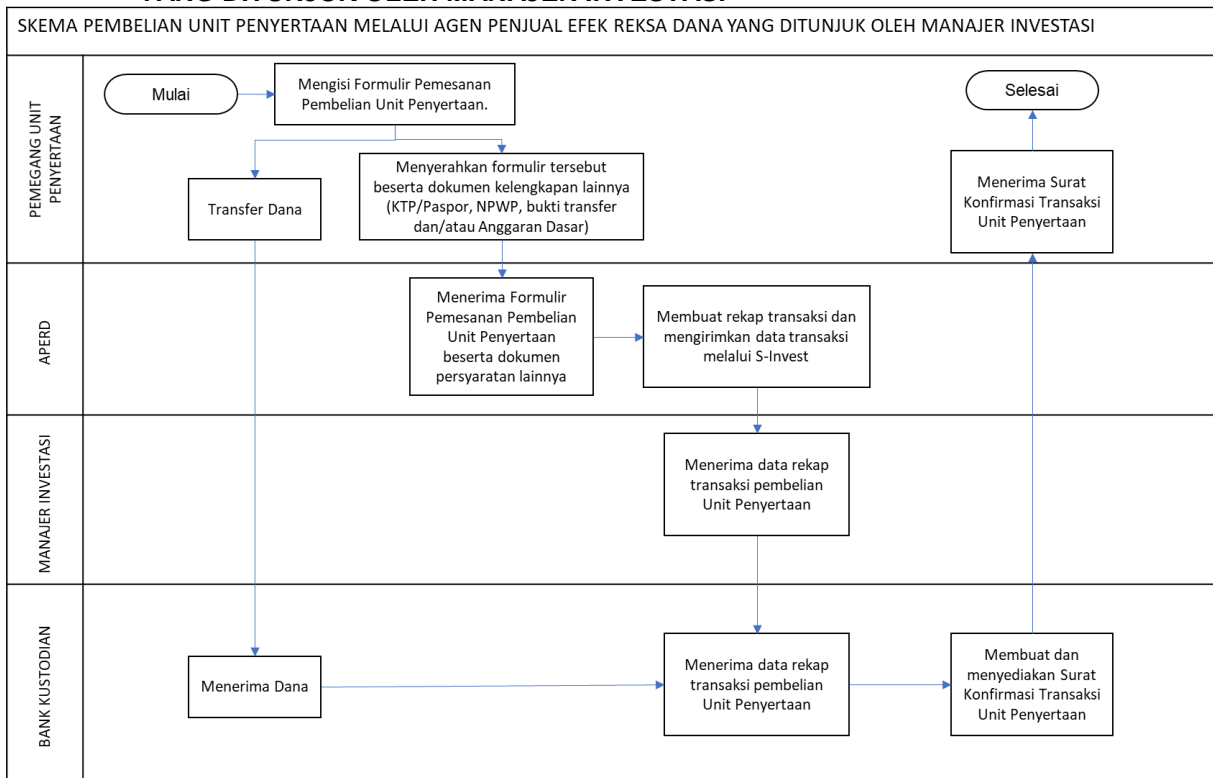 YANG DITUNJUK OLEH MANAJER INVESTASI
SKEMA PEMBELIAN UNIT PENYERTAAN MELALUI AGEN PENJUAL EFEK REKSA DANA YANG DITUNJUK OLEH MANAJER INVESTASI
PEMEGANG UNIT
PENYERTAAN
Mulai
Mengisi Formulir Pemesanan
Pembelian Unit Penyertaan.
Selesai
Transfer Dana
Menyerahkan formulir tersebut
beserta dokumen kelengkapan lainnya
(KTP/Paspor, NPWP, bukti transfer
dan/atau Anggaran Dasar)
Menerima Surat
Konfirmasi Transaksi
Unit Penyertaan
APERD
Menerima Formulir
Pemesanan Pembelian
Unit Penyertaan
beserta dokumen
persyaratan lainnya
Membuat rekap transaksi dan
mengirimkan data transaksi
melalui S-Invest
MANAJER INVESTASI
Menerima data rekap
transaksi pembelian
Unit Penyertaan
BANK KUSTODIAN
Menerima Dana
Menerima data rekap
transaksi pembelian
Unit Penyertaan
Membuat dan
menyediakan Surat
Konfirmasi Transaksi
Unit Penyertaan